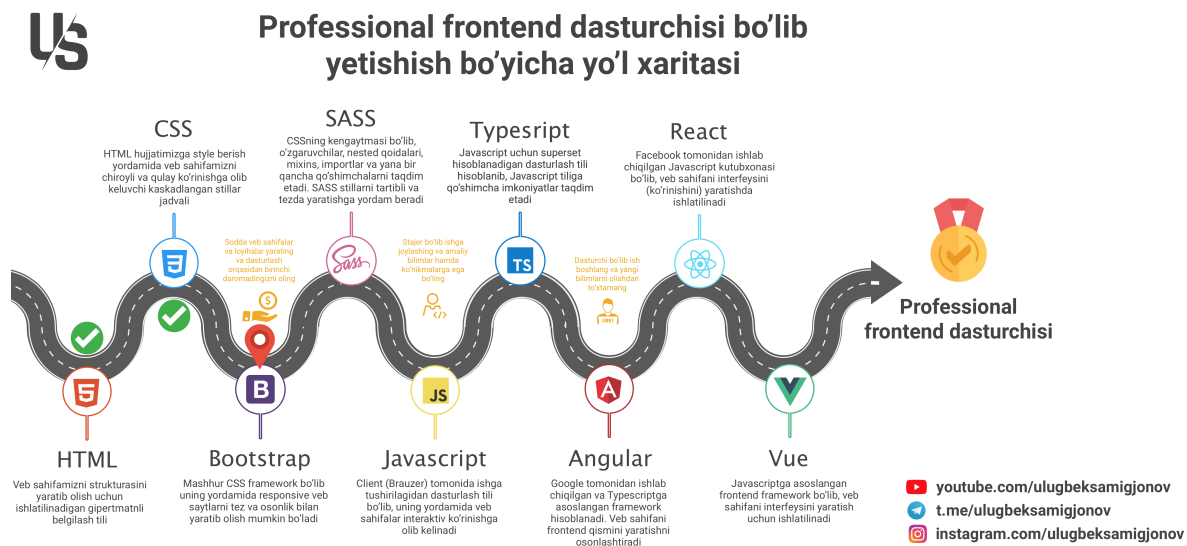 US
Professional frontend dasturchisi bo’lib
yetishish bo’yicha yo’l xaritasi
CSS
HTML hujjatimizga style berish
yordamida veb sahifamizni
chiroyli va qulay ko’rinishga olib
keluvchi kaskadlangan stillar
jadvali
SASS
CSSning kengaytmasi bo’lib,
o’zgaruvchilar, nested qoidalari,
mixins, importlar va yana bir
qancha qo’shimchalarni taqdim
etadi. SASS stillarni tartibli va
tezda yaratishga yordam beradi
Typesript
Javascript uchun superset
hisoblanadigan dasturlash tili
hisoblanib, Javascript tiliga
qo’shimcha imkoniyatlar taqdim
etadi
React
Facebook tomonidan ishlab
chiqilgan Javascript kutubxonasi
bo’lib, veb sahifani interfeysini
(ko’rinishini) yaratishda
ishlatilinadi
Sodda veb sahifalar
va loyihalar yarating
va dasturlash
orqasidan birinchi
daromadingizni oling
Stajer bo’lib ishga
joylashing va amaliy
bilimlar hamda
ko’nikmalarga ega
bo’ling
Dasturchi bo’lib ish
boshlang va yangi
bilimlarni olishdan
to’xtamang
3
Sass
TS
$
5
B
JS
A
Professional
frontend dasturchisi
HTML
Veb sahifamizni strukturasini
yaratib olish uchun
ishlatilinadigan gipertmatnli
belgilash tili
Bootstrap
Mashhur CSS framework bo’lib
uning yordamida responsive veb
saytlarni tez va osonlik bilan
yaratib olish mumkin bo’ladi
Javascript
Client (Brauzer) tomonida ishga
tushirilagidan dasturlash tili
bo’lib, uning yordamida veb
sahifalar interaktiv ko’rinishga
olib kelinadi
Angular
Google tomonidan ishlab
chiqilgan va Typescriptga
asoslangan framework
hisoblanadi. Veb sahifani
frontend qismini yaratishni
osonlashtiradi
Vue
Javascriptga asoslangan
frontend framework bo’lib, veb
sahifani interfeysini yaratish
uchun ishlatilinadi
youtube.com/ulugbeksamigjonov
t.me/ulugbeksamigjonov
instagram.com/ulugbeksamigjonov